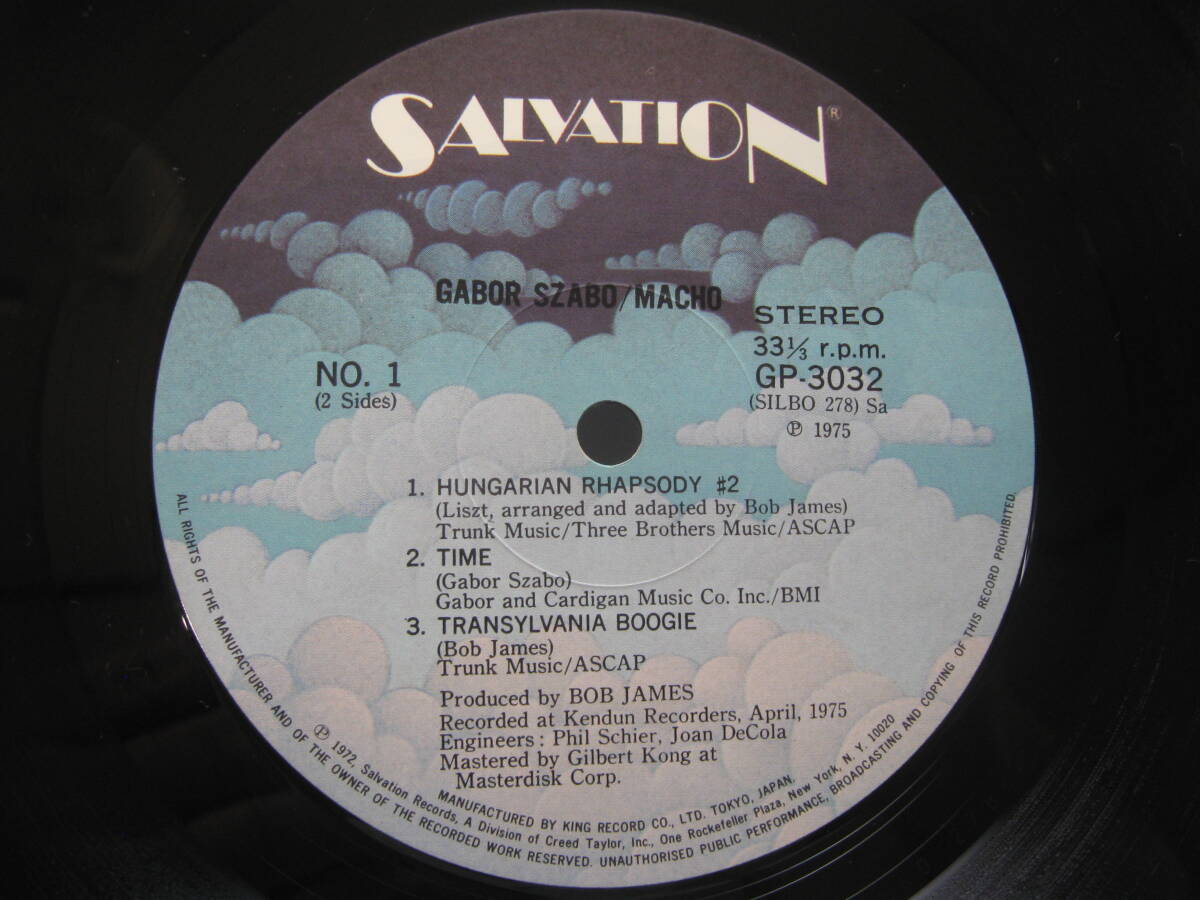 SALVATION®
GABOR SZABO/MACHO
NO. 1
(2 Sides)
STEREO
33⅓ r.p.m.
GP-3032
(SILBO 278) Sa
℗ 1975
1. HUNGARIAN RHAPSODY ♯2
(Liszt, arranged and adapted by Bob James)
Trunk Music/Three Brothers Music/ASCAP
2. TIME
(Gabor Szabo)
Gabor and Cardigan Music Co. Inc./BMI
3. TRANSYLVANIA BOOGIE
(Bob James)
Trunk Music/ASCAP
Produced by BOB JAMES
Recorded at Kendun Recorders, April, 1975
Engineers: Phil Schier, Joan DeCola
Mastered by Gilbert Kong at
Masterdisk Corp.
MANUFACTURED BY KING RECORD CO., LTD. TOKYO, JAPAN.
℗ 1972, Salvation Records, A Division of Creed Taylor, Inc., One Rockefeller Plaza, New York, N. Y. 10020
ALL RIGHTS OF THE MANUFACTURER AND OF THE OWNER OF THE RECORDED WORK RESERVED. UNAUTHORISED PUBLIC PERFORMANCE, BROADCASTING AND COPYING OF THIS RECORD PROHIBITED.